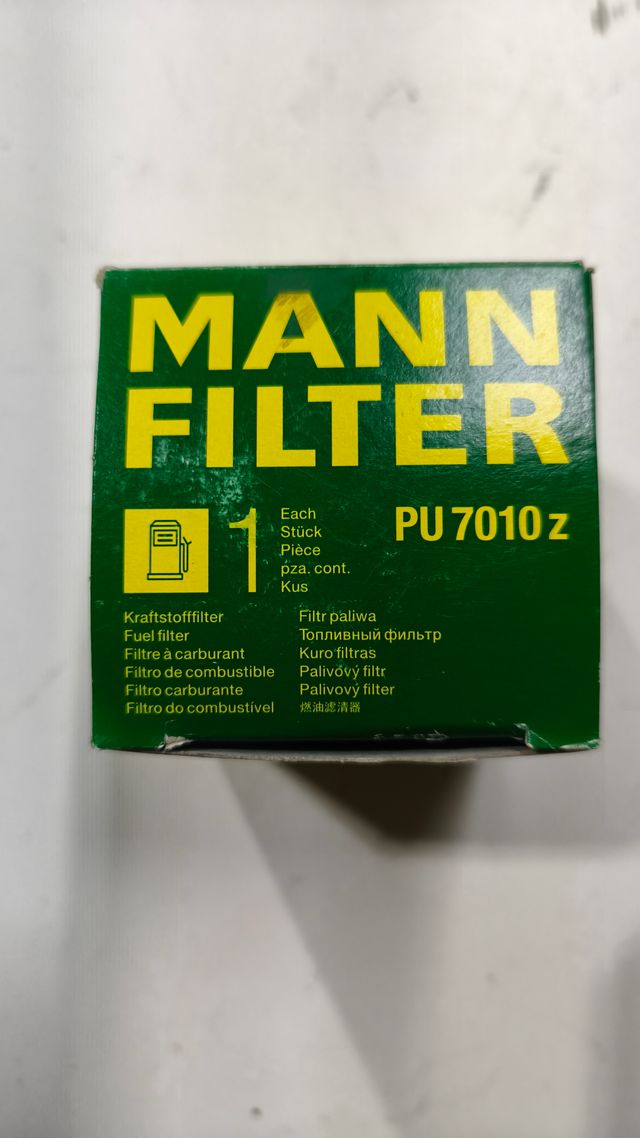 MANN
FILTER
1
Each
Stück
Pièce
pza. cont.
Kus
PU 7010 z
Kraftstofffilter
Fuel filter
Filtre à carburant
Filtro de combustible
Filtro carburante
Filtro do combustível
Filtr paliwa
Топливный фильтр
Kuro filtras
Palivový filtr
Palivový filter
燃油滤清器